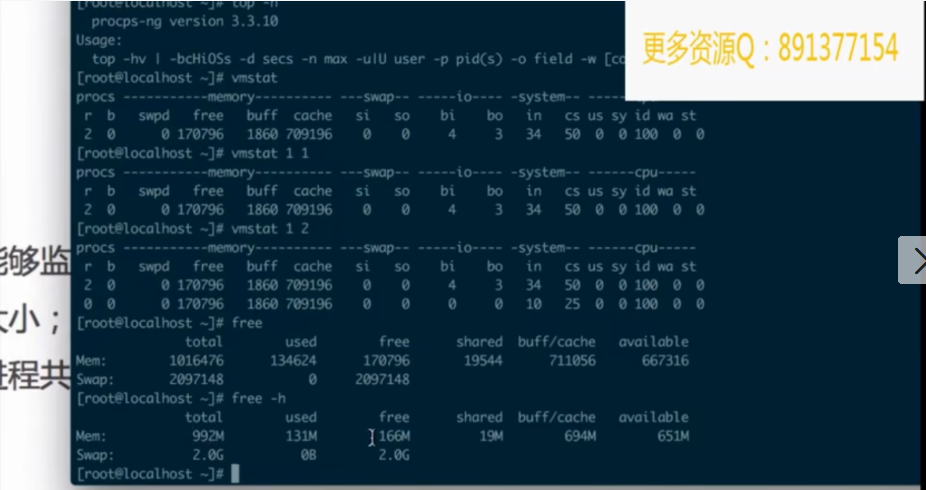 [root@localhost ~]# top -h
procps-ng version 3.3.10
Usage:
top -hv | -bcHiOSs -d secs -n max -u|U user -p pid(s) -o field -w [co
更多资源Q：891377154
[root@localhost ~]# vmstat
procs -----------memory---------- ---swap-- -----io---- -system--
r b swpd free buff cache si so bi bo in cs us sy id wa st
2 0 0 170796 1860 709196 0 0 4 3 34 50 0 0 100 0 0
[root@localhost ~]# vmstat 1 1
procs -----------memory---------- ---swap-- -----io---- -system-- ------cpu-----
r b swpd free buff cache si so bi bo in cs us sy id wa st
2 0 0 170796 1860 709196 0 0 4 3 34 50 0 0 100 0 0
[root@localhost ~]# vmstat 1 2
procs -----------memory---------- ---swap-- -----io---- -system-- ------cpu-----
r b swpd free buff cache si so bi bo in cs us sy id wa st
2 0 0 170796 1860 709196 0 0 4 3 34 50 0 0 100 0 0
0 0 0 170796 1860 709196 0 0 0 0 10 25 0 0 100 0 0
[root@localhost ~]# free
total used free shared buff/cache available
Mem: 1016476 134624 170796 19544 711056 667316
Swap: 2097148 0 2097148
[root@localhost ~]# free -h
total used free shared buff/cache available
Mem: 992M 131M 166M 19M 694M 651M
Swap: 2.0G 0B 2.0G
[root@localhost ~]#
能够监
大小；
进程共